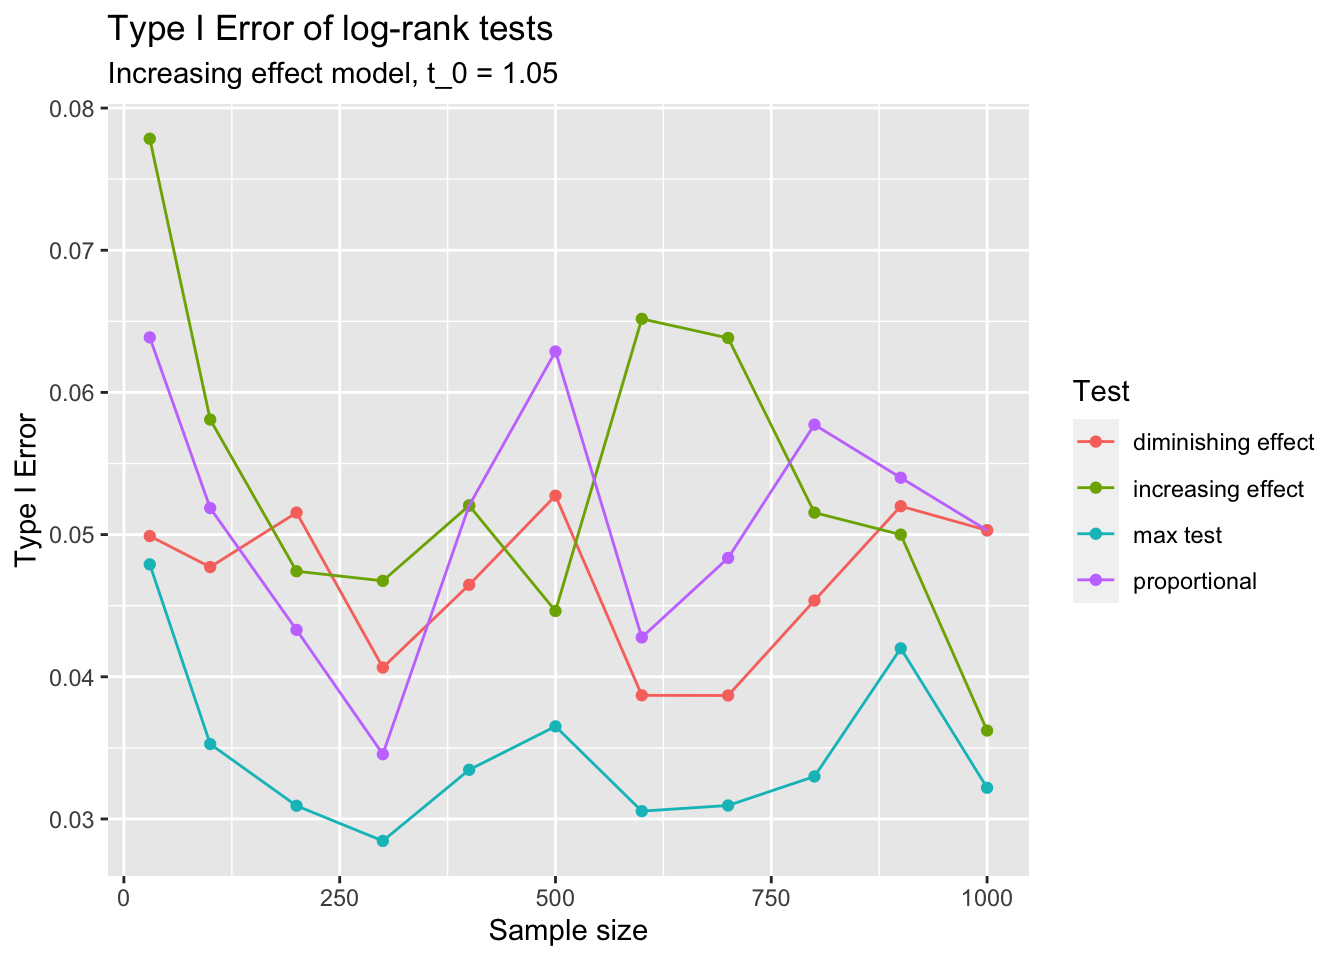 Type I Error of log-rank tests
Increasing effect model, t_0 = 1.05
Type I Error
0.08
0.07
0.06
0.05
0.04
0.03
0
250
500
750
1000
Sample size
Test
diminishing effect
increasing effect
max test
proportional